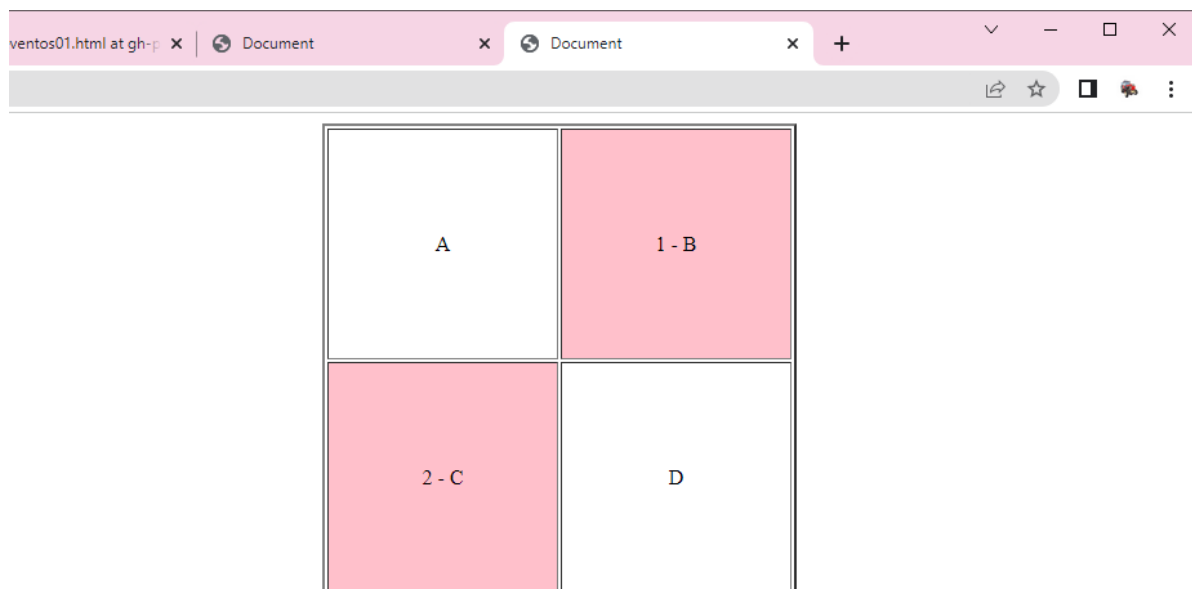 ventos01.html at gh-p
Document
Document
A
1 - B
2 - C
D